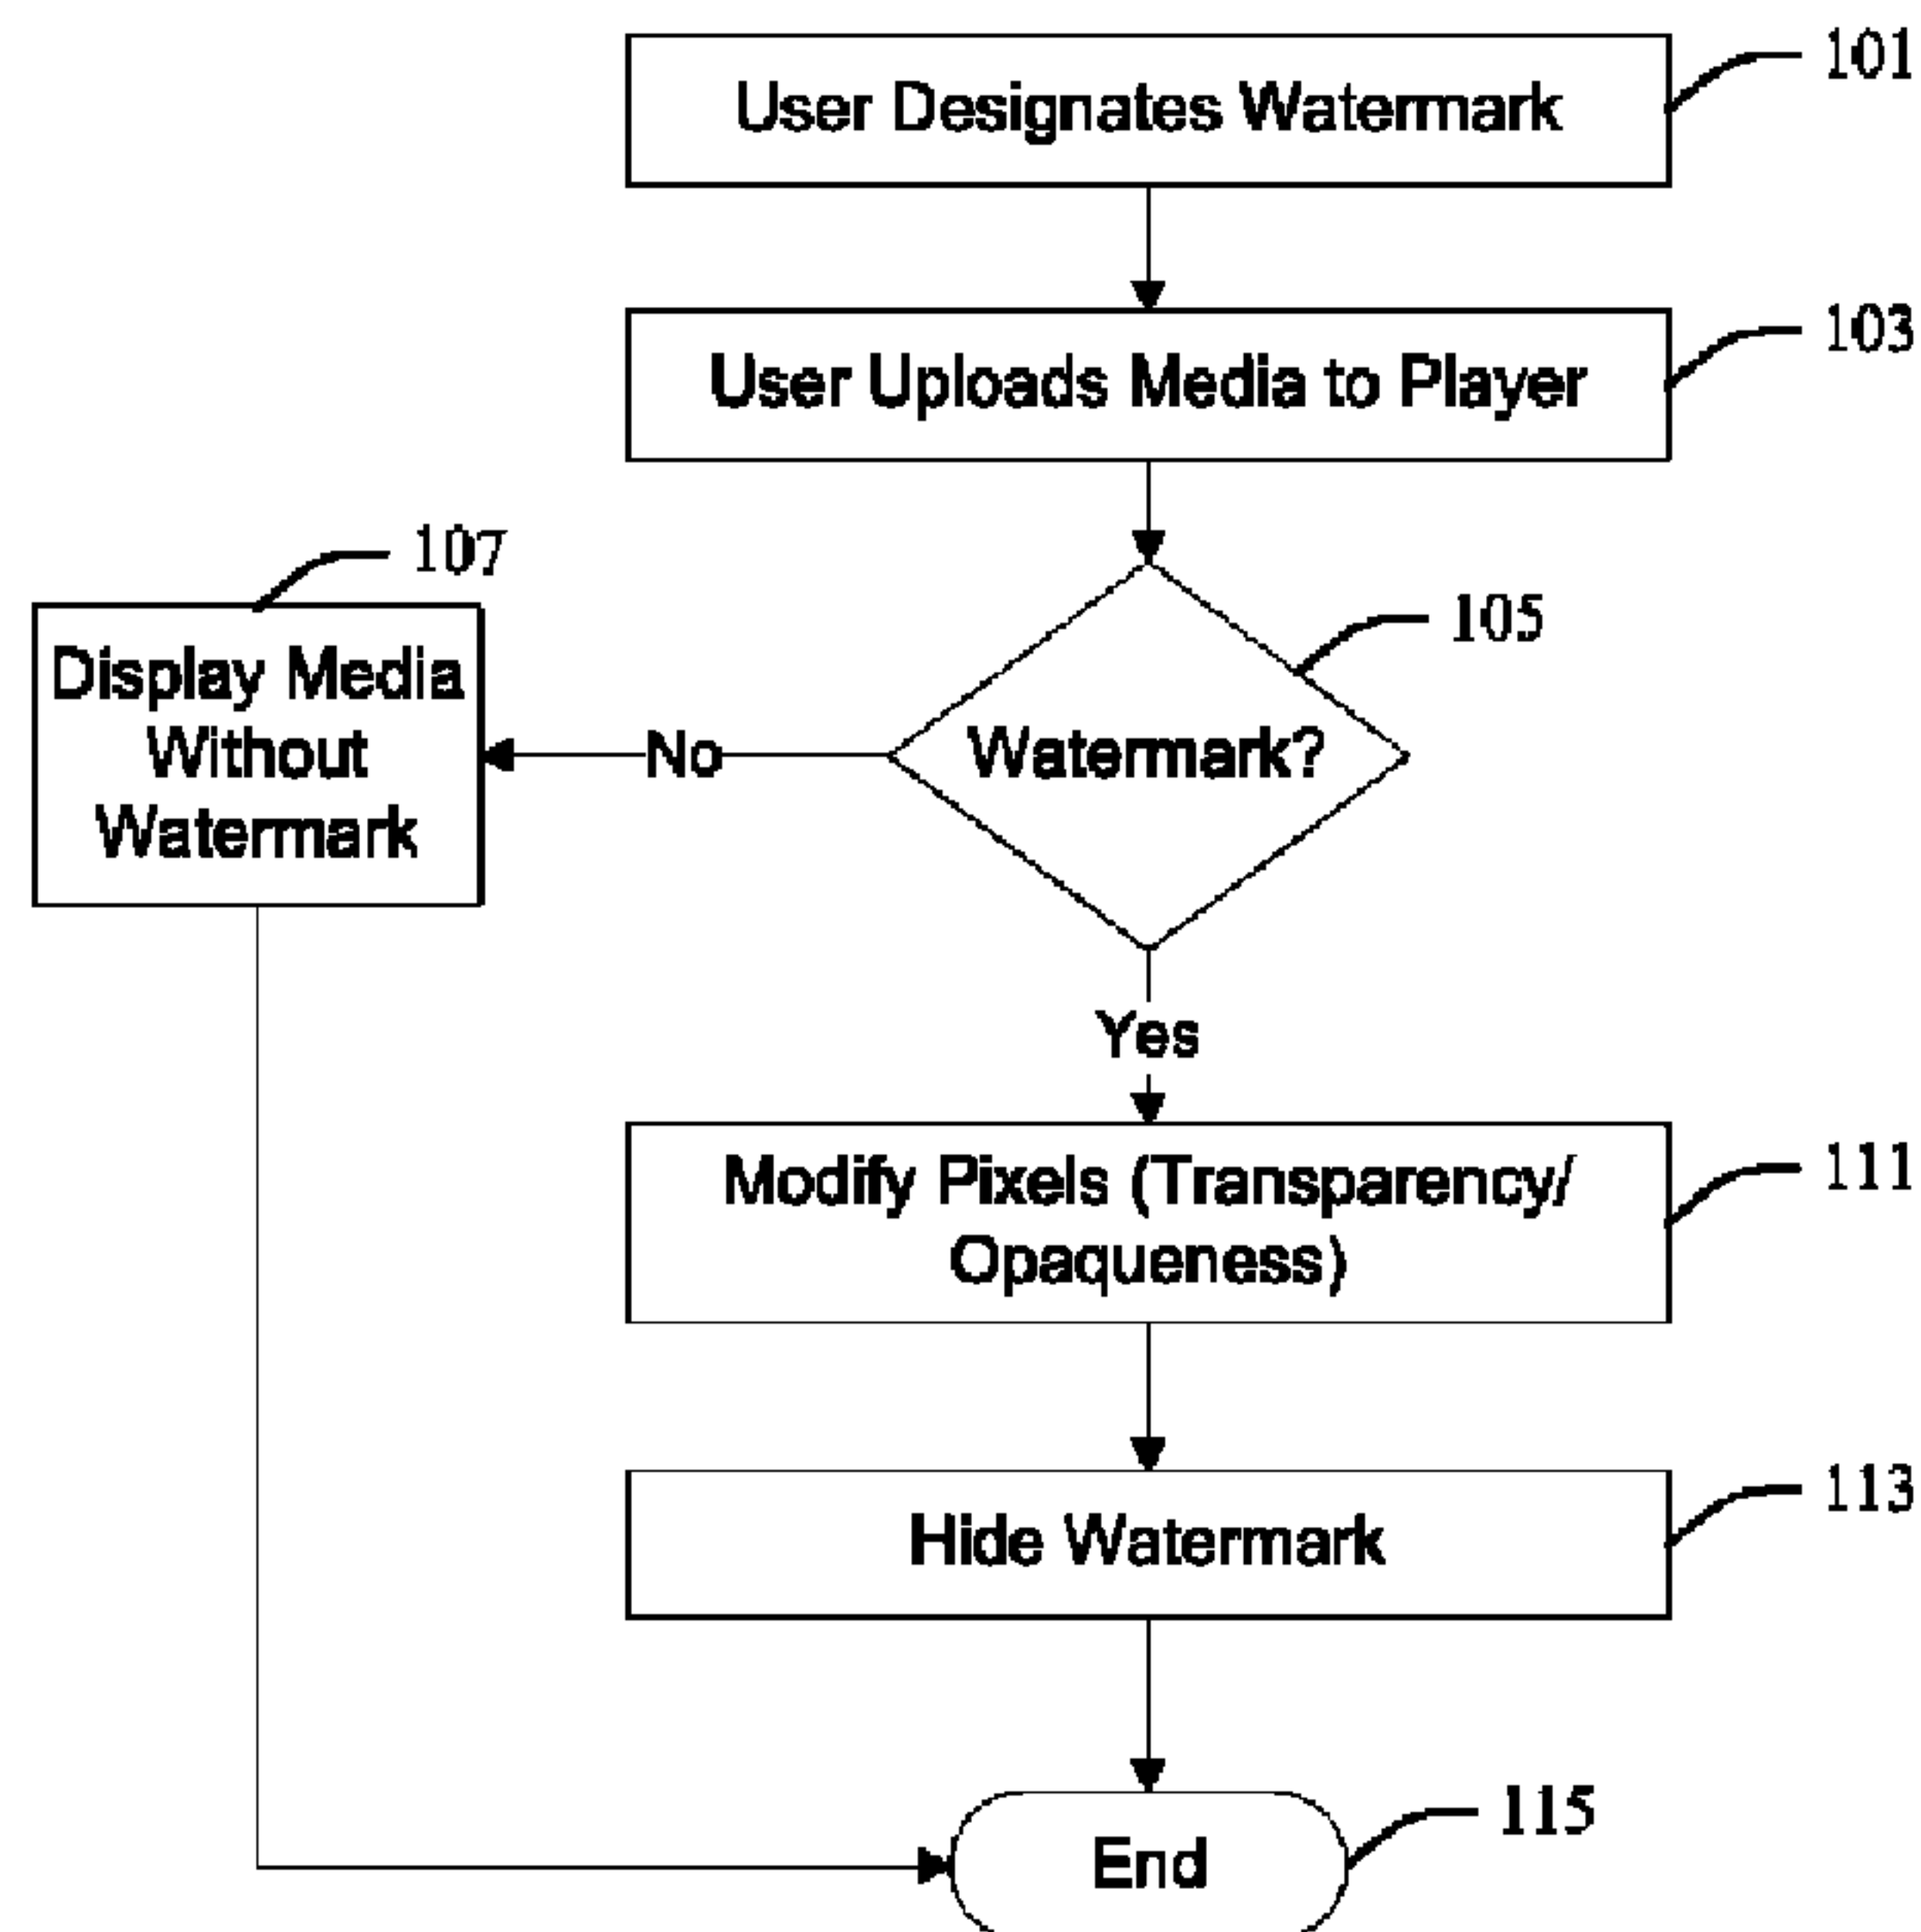 User Designates Watermark
101
User Uploads Media to Player
103
107
Display Media
Without
Watermark
No
Watermark?
105
Yes
Modify Pixels (Transparency/
Opaqueness)
111
Hide Watermark
113
End
115